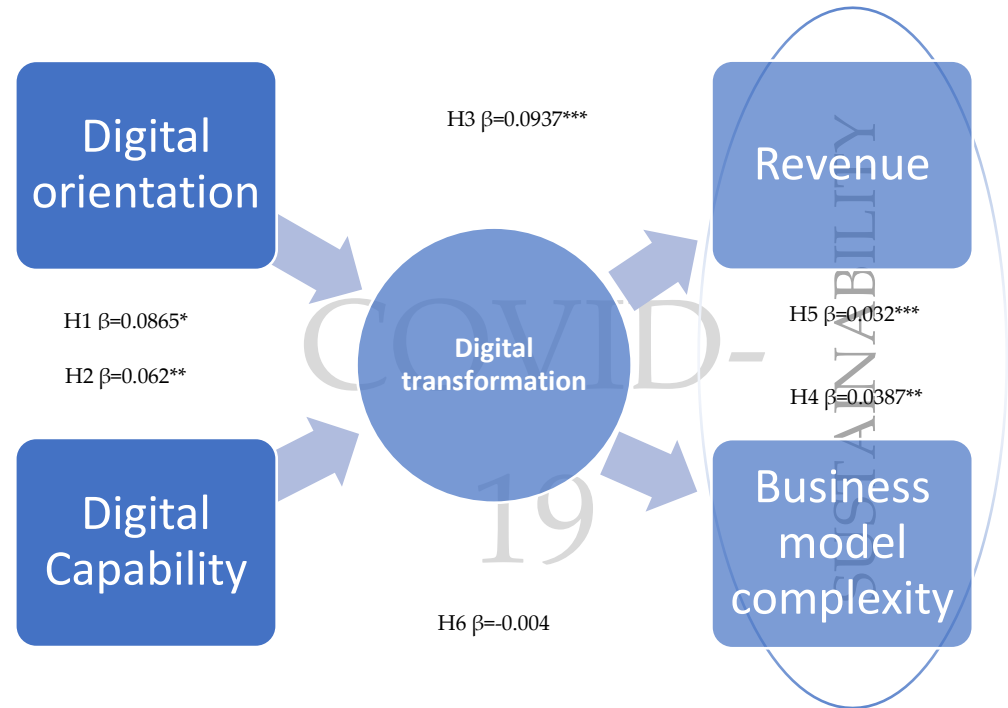 H3 β=0.0937***
Digital
orientation
Revenue
H1 β=0.0865*
H2 β=0.062**
COVID-
19
Digital
transformation
SUSTAINABILITY
H5 β=0.032***
H4 β=0.0387**
Digital
Capability
Business
model
complexity
H6 β=-0.004